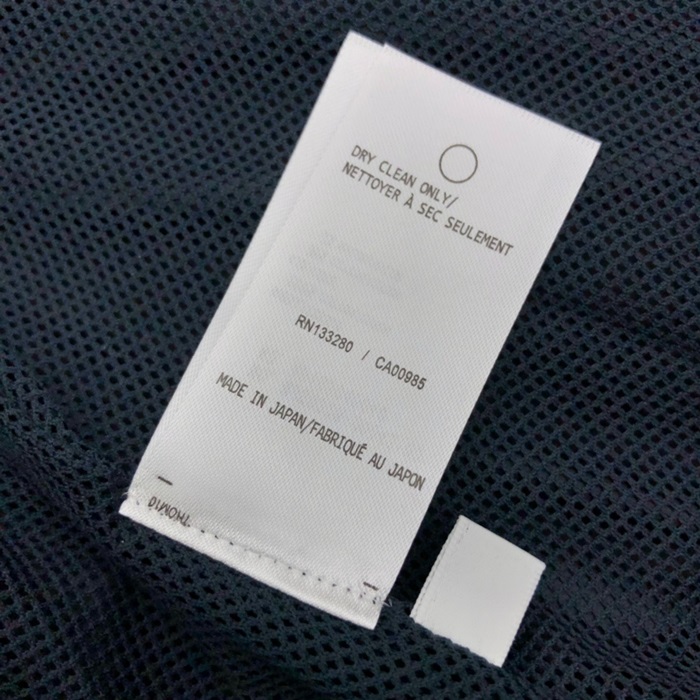 DRY CLEAN ONLY/
NETTOYER À SEC SEULEMENT
RN133280 / CA00985
MADE IN JAPAN/FABRIQUÉ AU JAPON